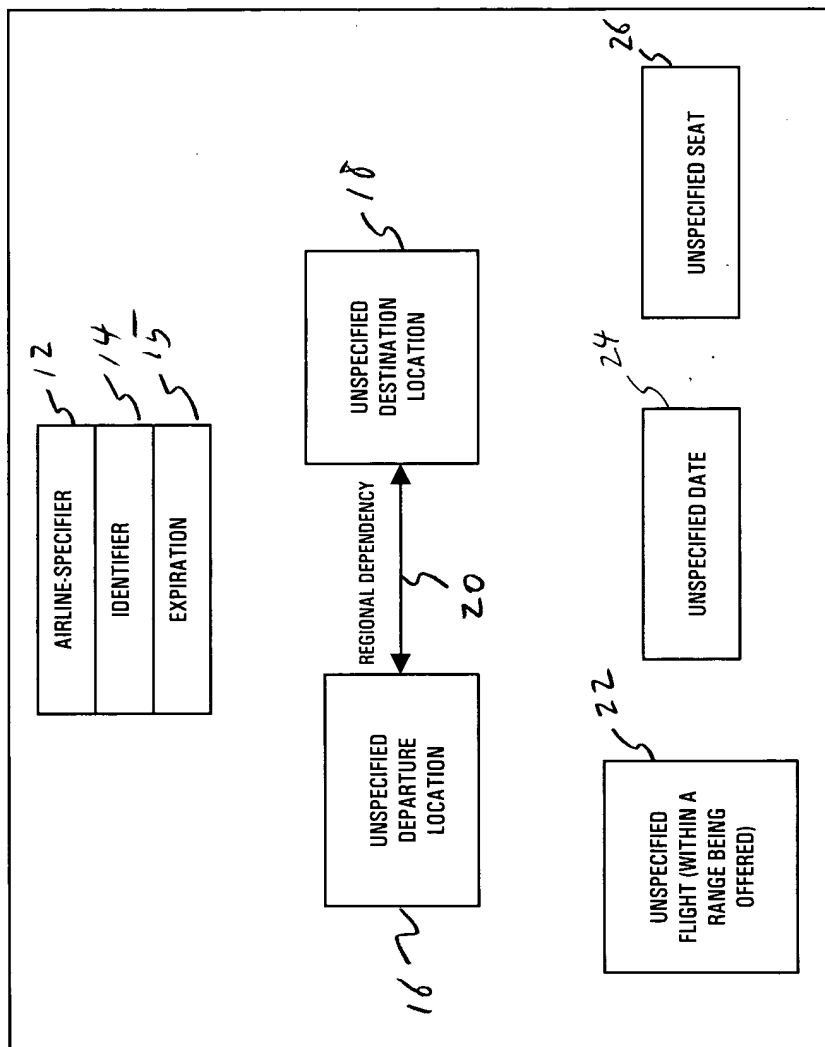 AIRLINE-SPECIFIER
12
IDENTIFIER
14
EXPIRATION
15
UNSPECIFIED
DEPARTURE
LOCATION
16
REGIONAL DEPENDENCY
20
UNSPECIFIED
DESTINATION
LOCATION
18
UNSPECIFIED
FLIGHT (WITHIN A
RANGE BEING
OFFERED)
22
UNSPECIFIED DATE
24
UNSPECIFIED SEAT
26